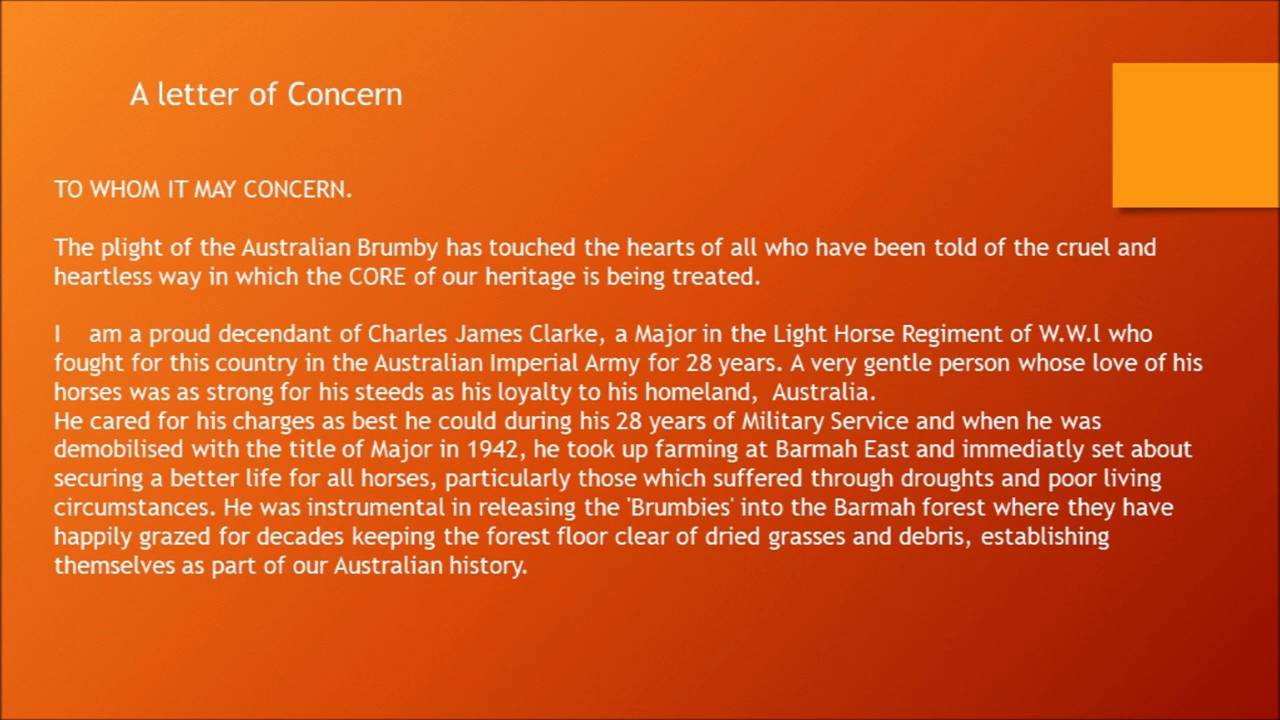 A letter of Concern
TO WHOM IT MAY CONCERN.
The plight of the Australian Brumby has touched the hearts of all who have been told of the cruel and
heartless way in which the CORE of our heritage is being treated.
I    am a proud decendant of Charles James Clarke, a Major in the Light Horse Regiment of W.W.l who
fought for this country in the Australian Imperial Army for 28 years. A very gentle person whose love of his
horses was as strong for his steeds as his loyalty to his homeland,  Australia.
He cared for his charges as best he could during his 28 years of Military Service and when he was
demobilised with the title of Major in 1942, he took up farming at Barmah East and immediatly set about
securing a better life for all horses, particularly those which suffered through droughts and poor living
circumstances. He was instrumental in releasing the 'Brumbies' into the Barmah forest where they have
happily grazed for decades keeping the forest floor clear of dried grasses and debris, establishing
themselves as part of our Australian history.